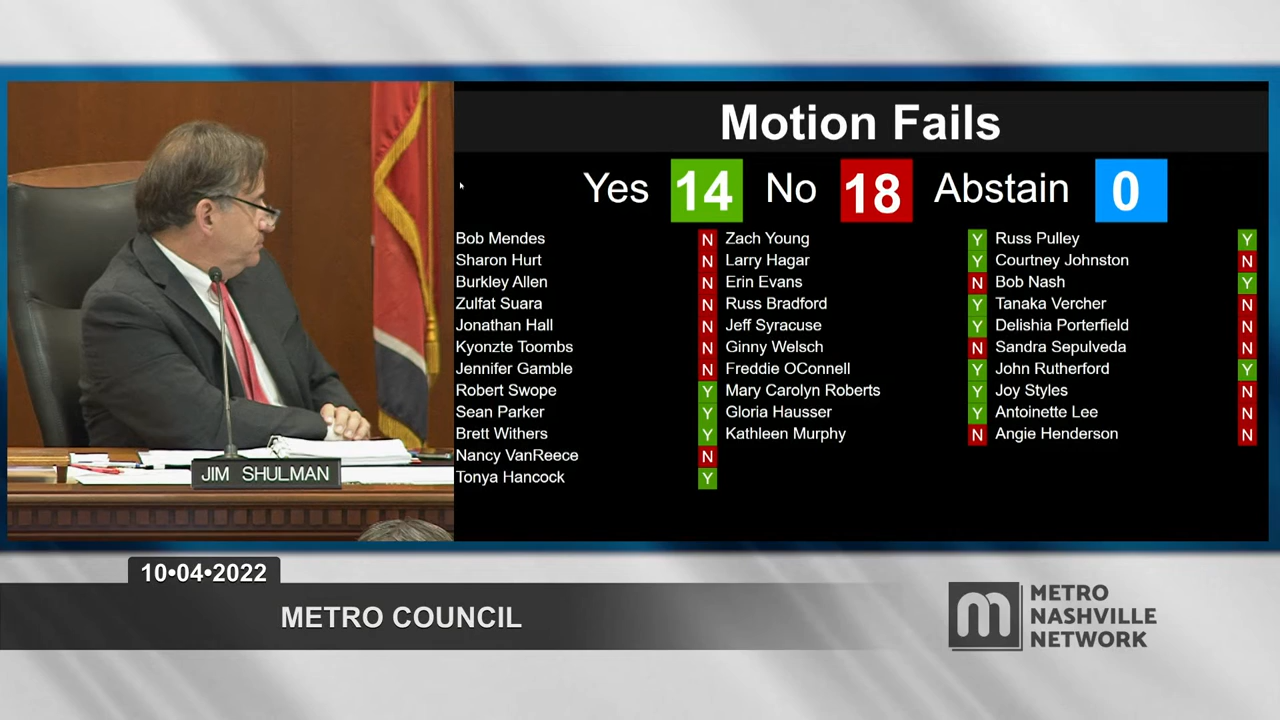 Motion Fails
Yes 14 No 18 Abstain 0
Bob Mendes N Zach Young Y Russ Pulley Y
Sharon Hurt N Larry Hagar Y Courtney Johnston N
Burkley Allen N Erin Evans N Bob Nash Y
Zulfat Suara N Russ Bradford Y Tanaka Vercher N
Jonathan Hall N Jeff Syracuse Y Delishia Porterfield N
Kyonzte Toombs N Ginny Welsch N Sandra Sepulveda N
Jennifer Gamble N Freddie OConnell Y John Rutherford Y
Robert Swope Y Mary Carolyn Roberts Y Joy Styles N
Sean Parker Y Gloria Hausser Y Antoinette Lee N
Brett Withers Y Kathleen Murphy N Angie Henderson N
Nancy VanReece N
Tonya Hancock Y
JIM SHULMAN
10•04•2022
METRO COUNCIL
m
METRO
NASHVILLE
NETWORK